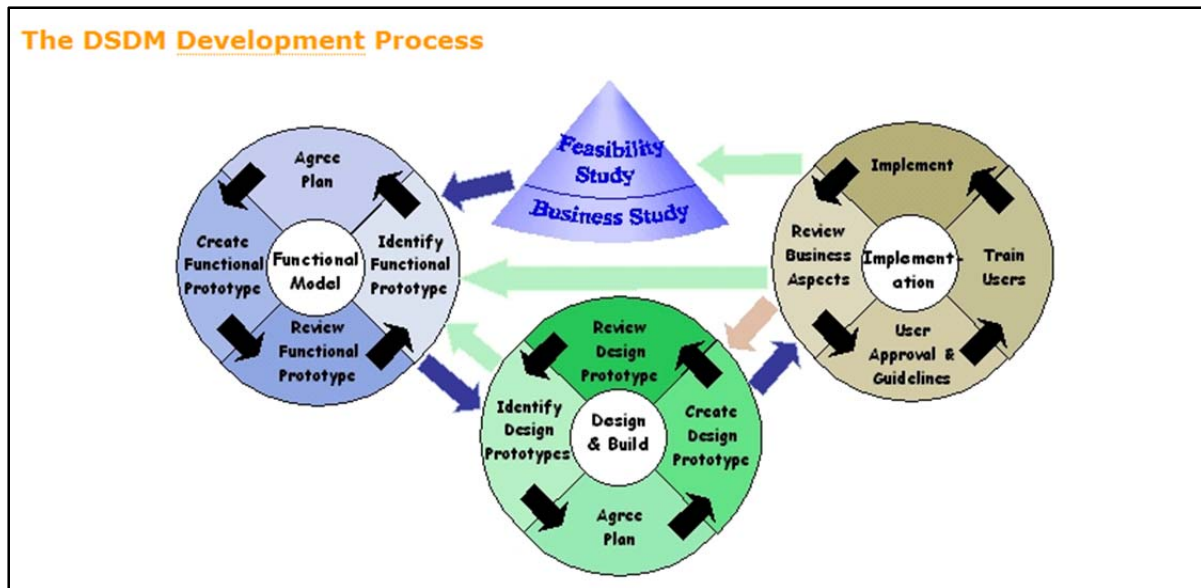 The DSDM Development Process
Feasibility
Study
Business Study
Agree
Plan
Create
Functional
Prototype
Functional
Model
Identify
Functional
Prototype
Review
Functional
Prototype
Implement
Review
Business
Aspects
Implement-
ation
Train
Users
User
Approval &
Guidelines
Review
Design
Prototype
Identify
Design
Prototypes
Design
& Build
Create
Design
Prototype
Agree
Plan